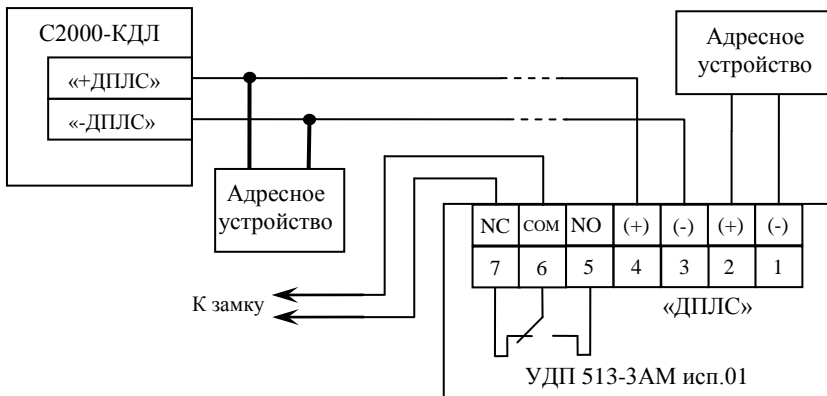 С2000-КДЛ
«+ДПЛС»
«-ДПЛС»
Адресное
устройство
Адресное
устройство
NC COM NO (+) (-) (+) (-)
7 6 5 4 3 2 1
К замку
«ДПЛС»
УДП 513-3АМ исп.01